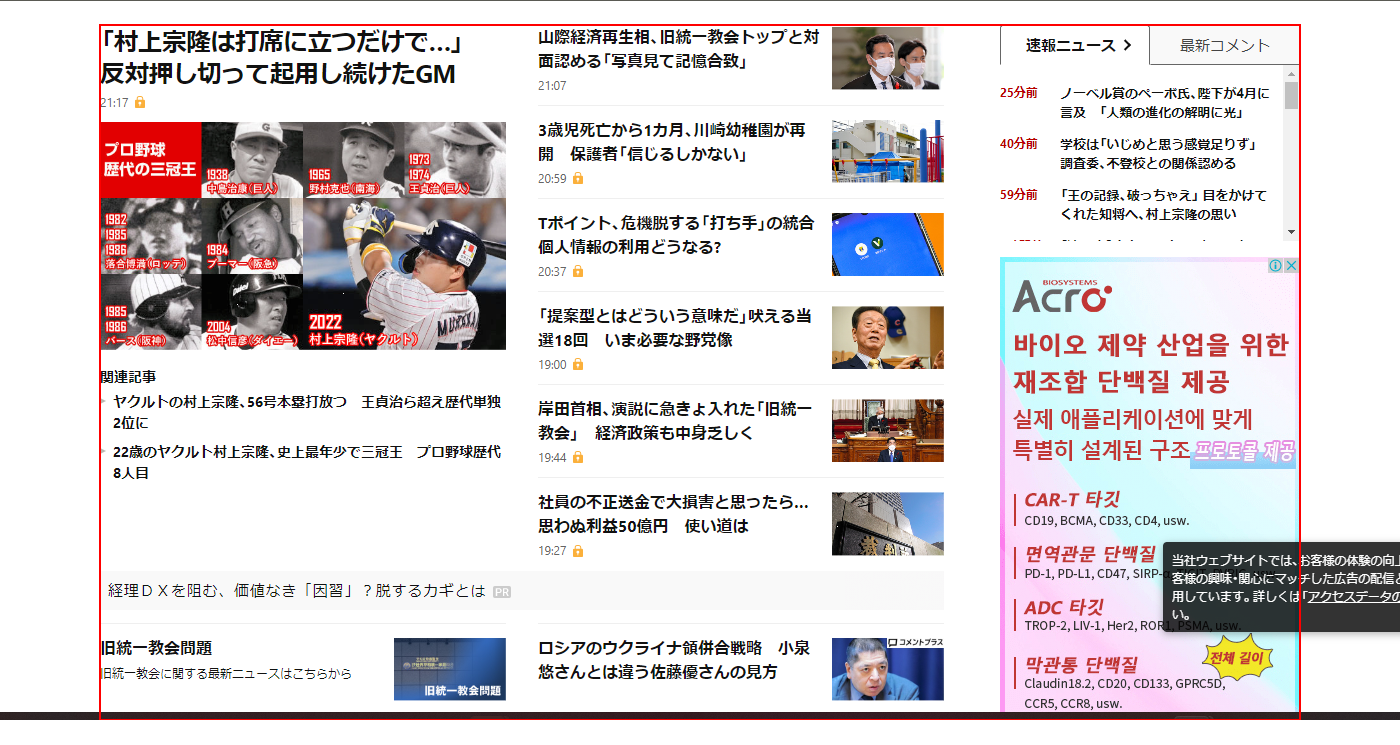 「村上宗隆は打席に立つだけで…」
反対押し切って起用し続けたGM
21:17
プロ野球
歴代の三冠王
1938
中島治康(巨人)
1965
野村克也(南海)
1973
1974
王貞治(巨人)
1982
1985
1986
落合博満(ロッテ)
1984
ブーマー(阪急)
1985
1986
バース(阪神)
2004
松中信彦(ダイエー)
2022
村上宗隆(ヤクルト)
関連記事
ヤクルトの村上宗隆、56号本塁打放つ　王貞治ら超え歴代単独
2位に
22歳のヤクルト村上宗隆、史上最年少で三冠王　プロ野球歴代
8人目
山際経済再生相、旧統一教会トップと対
面認める「写真見て記憶合致」
21:07
3歳児死亡から1カ月、川崎幼稚園が再
開　保護者「信じるしかない」
20:59
Tポイント、危機脱する「打ち手」の統合
個人情報の利用どうなる?
20:37
「提案型とはどういう意味だ」吠える当
選18回　いま必要な野党像
19:00
岸田首相、演説に急きょ入れた「旧統一
教会」　経済政策も中身乏しく
19:44
社員の不正送金で大損害と思ったら…
思わぬ利益50億円　使い道は
19:27
経理ＤＸを阻む、価値なき「因習」？脱するカギとは PR
旧統一教会問題
旧統一教会に関する最新ニュースはこちらから
旧統一教会問題
ロシアのウクライナ領併合戦略　小泉
悠さんとは違う佐藤優さんの見方
コメントプラス
速報ニュース
最新コメント
25分前 ノーベル賞のペーボ氏、陛下が4月に
言及　「人類の進化の解明に光」
40分前 学校は「いじめと思う感覚足りず」
調査委、不登校との関係認める
59分前 「王の記録、破っちゃえ」 目をかけて
くれた知将へ、村上宗隆の思い
Acro
BIOSYSTEMS
바이오 제약 산업을 위한
재조합 단백질 제공
실제 애플리케이션에 맞게
특별히 설계된 구조 프로토콜 제공
CAR-T 타깃
CD19, BCMA, CD33, CD4, usw.
면역관문 단백질
PD-1, PD-L1, CD47, SIRP-α
ADC 타깃
TROP-2, LIV-1, Her2, ROR1, PSMA, usw.
막관통 단백질
전체 길이
Claudin18.2, CD20, CD133, GPRC5D,
CCR5, CCR8, usw.
当社ウェブサイトでは、お客様の体験の向上
客様の興味・関心にマッチした広告の配信と
用しています。詳しくは「アクセスデータの
い。